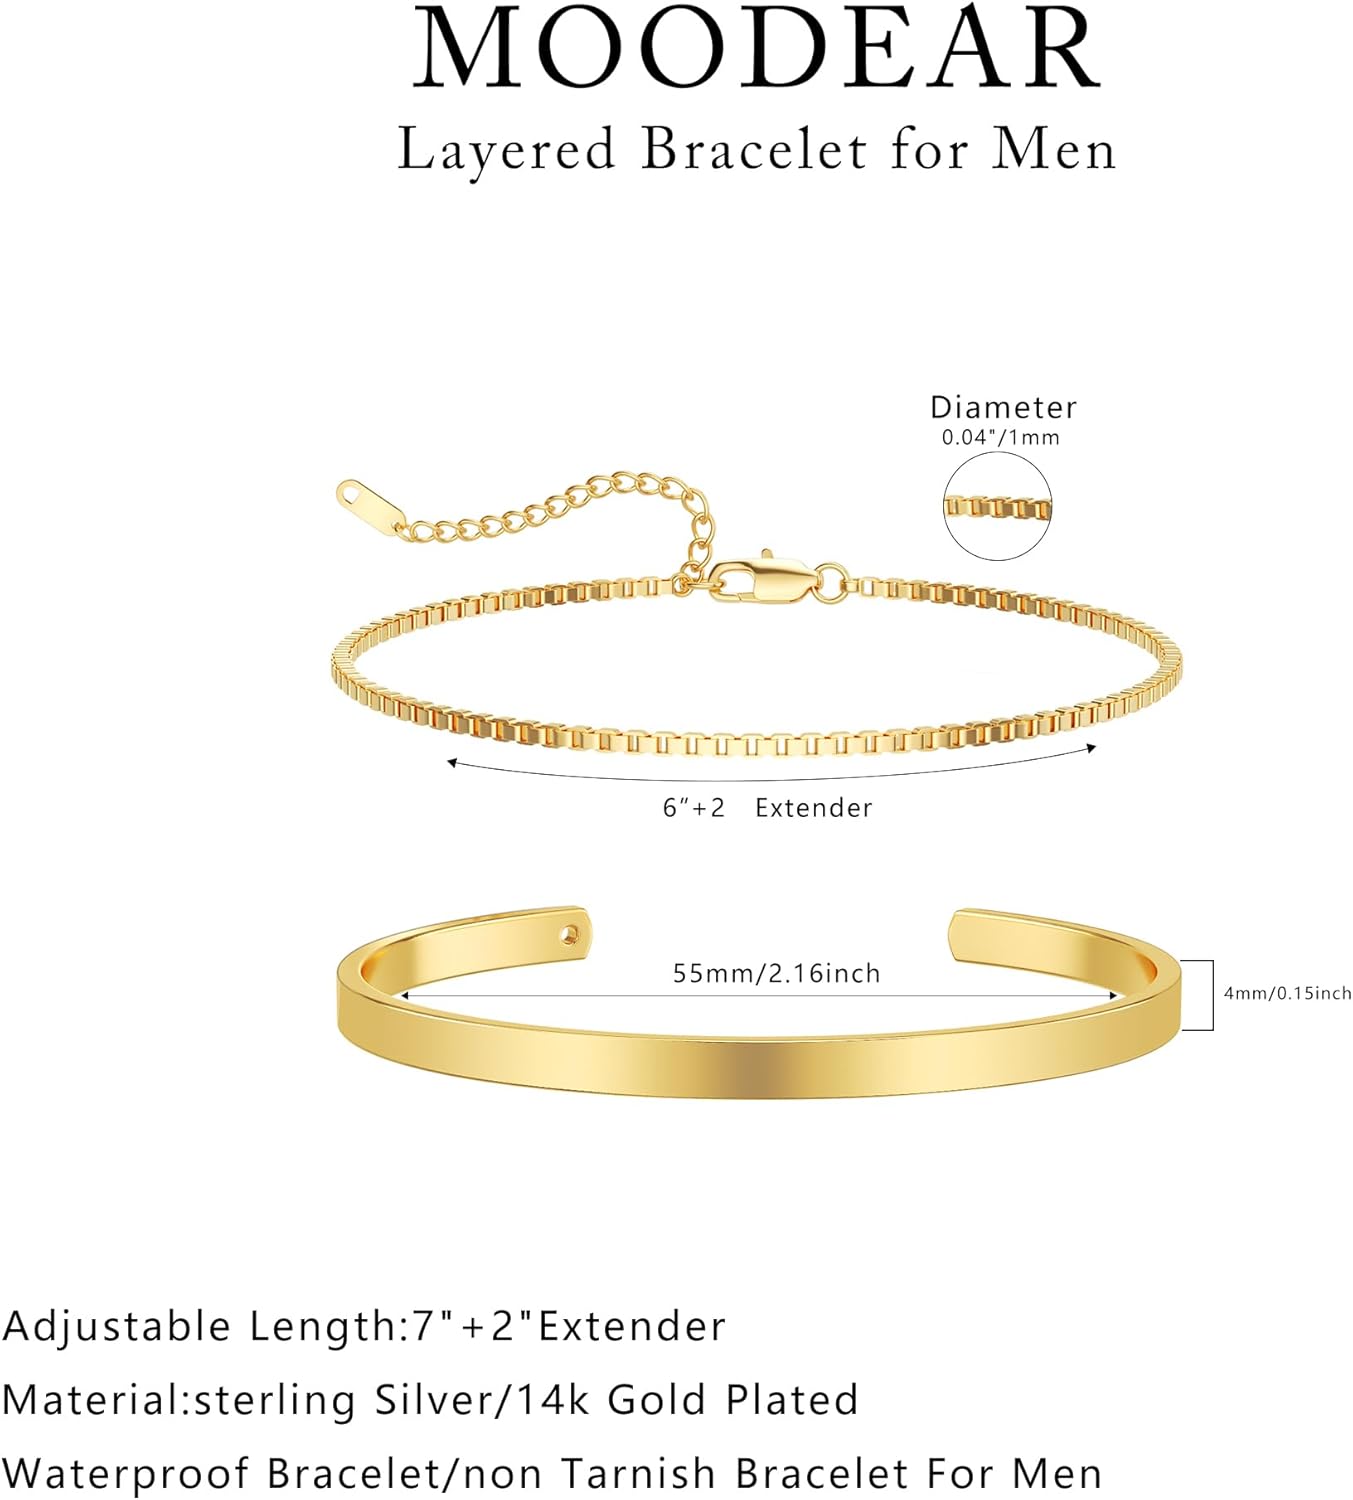 MOODEAR
Layered Bracelet for Men
Diameter
0.04"/1mm
6”+2 Extender
55mm/2.16inch
4mm/0.15inch
Adjustable Length:7"+2"Extender
Material:sterling Silver/14k Gold Plated
Waterproof Bracelet/non Tarnish Bracelet For Men